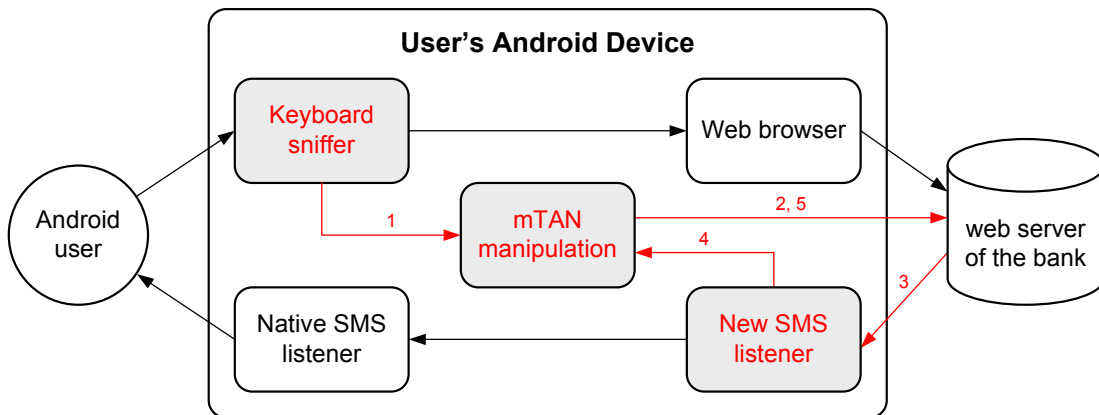 User's Android Device
Keyboard
sniffer
Web browser
Android
user
1
mTAN
manipulation
2, 5
4
web server
of the bank
3
Native SMS
listener
New SMS
listener